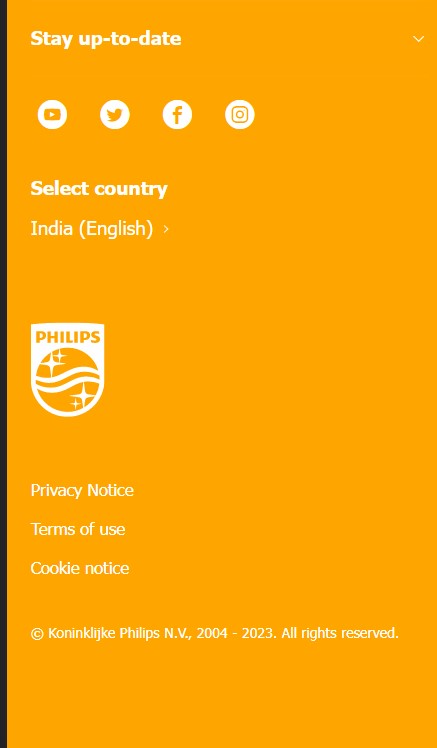 Stay up-to-date
Select country
India (English)
PHILIPS
Privacy Notice
Terms of use
Cookie notice
© Koninklijke Philips N.V., 2004 - 2023. All rights reserved.